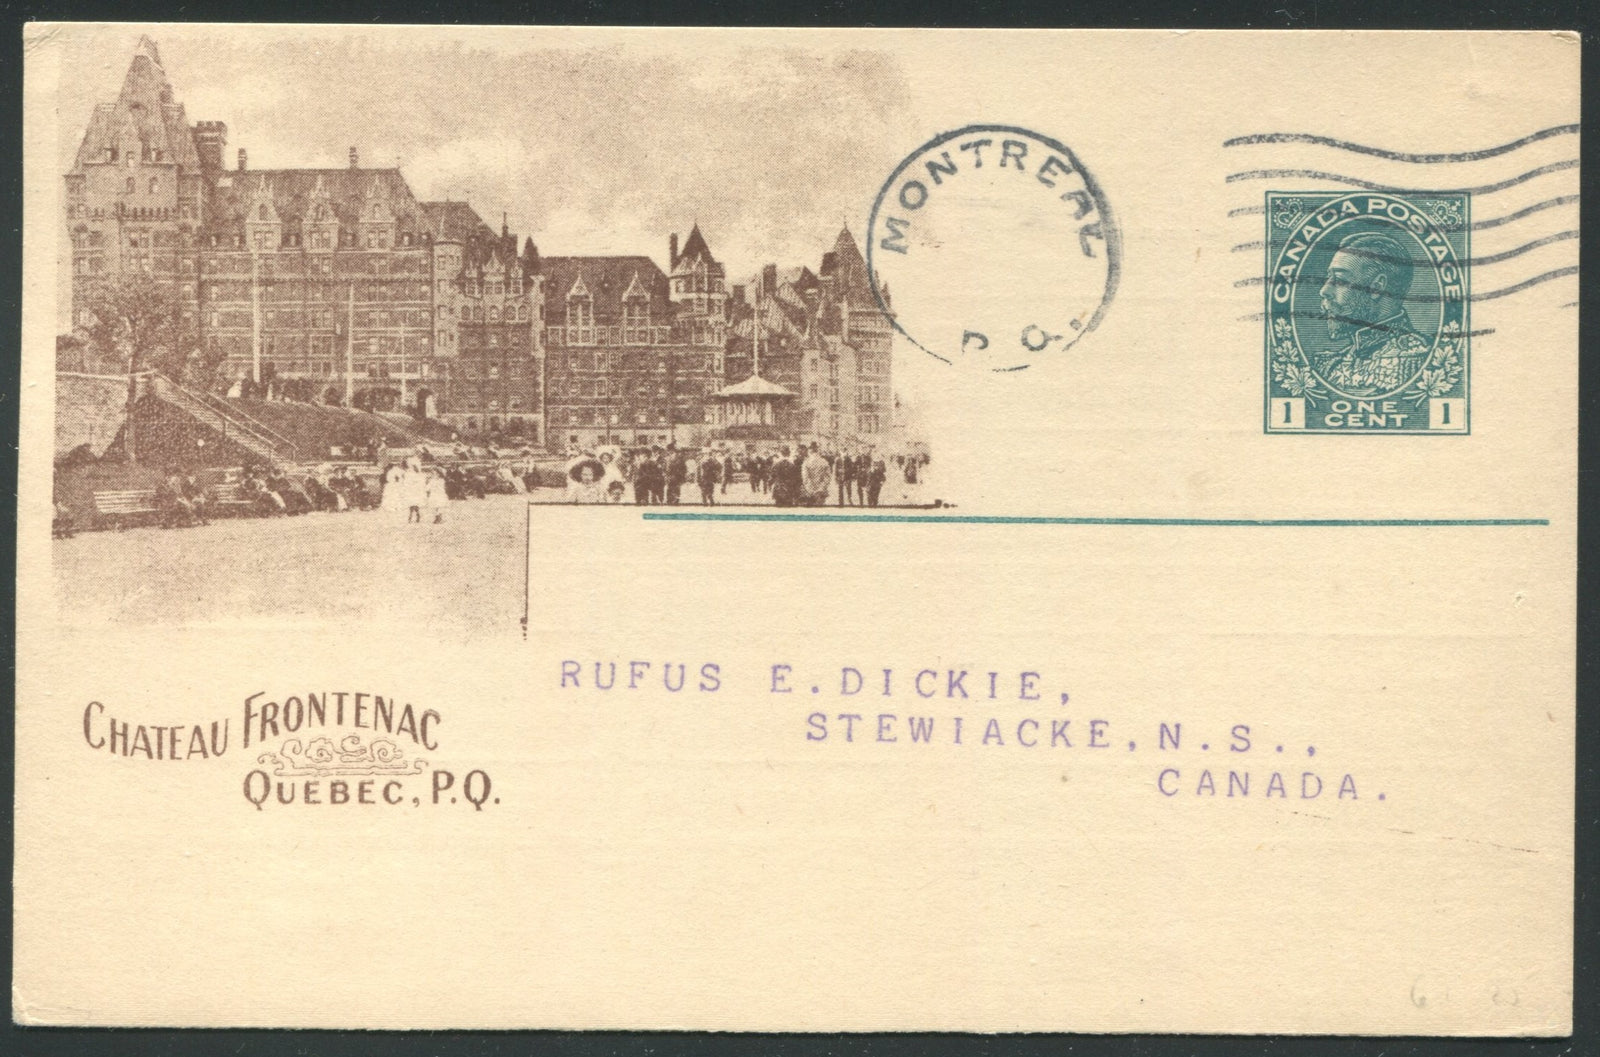 MONTREAL
P.Q.
CANADA POSTAGE
1 ONE CENT 1
RUFUS E. DICKIE,
STEWIACKE, N.S.,
CANADA.
CHATEAU FRONTENAC
QUEBEC, P.Q.